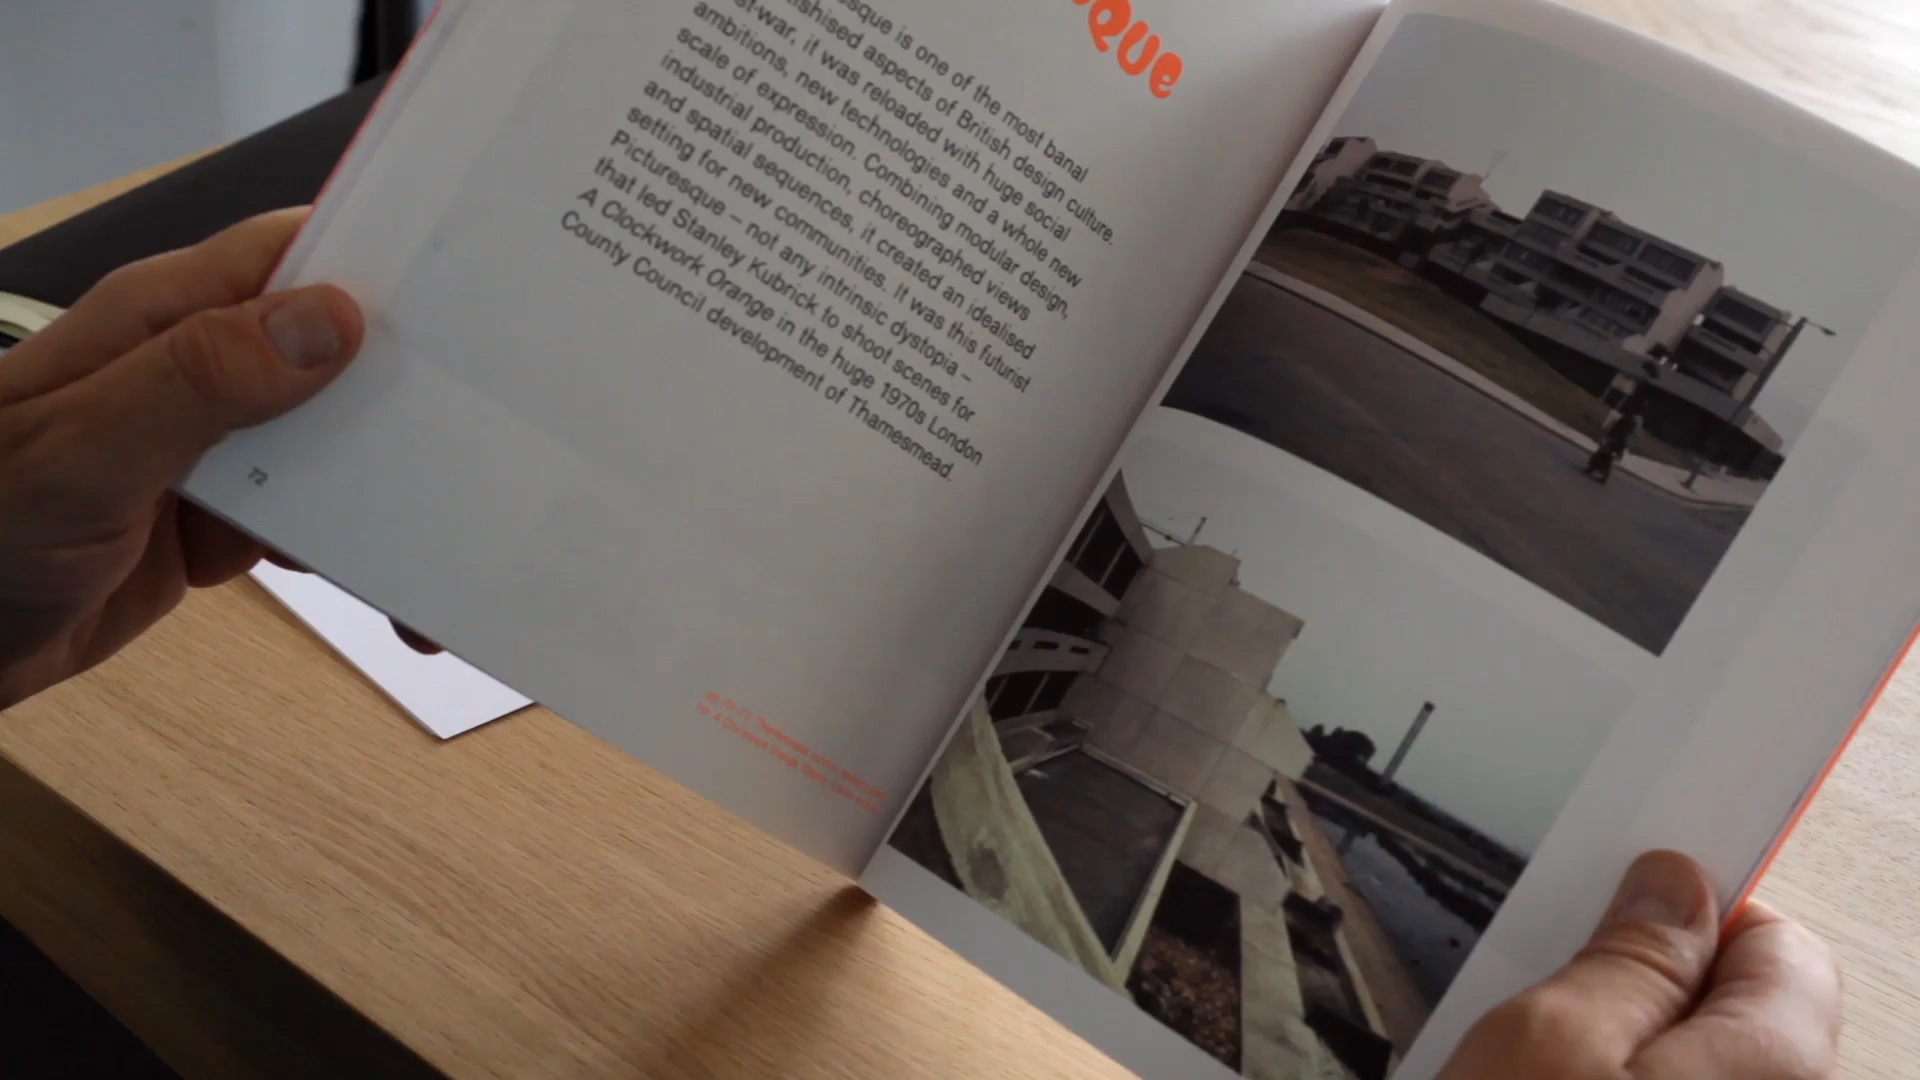 QUe
esque is one of the most banal
ishised aspects of British design culture.
st-war, it was reloaded with huge social
ambitions, new technologies and a whole new
scale of expression. Combining modular design,
industrial production, choreographed views
and spatial sequences, it created an idealised
setting for new communities. It was this futurist
Picturesque – not any intrinsic dystopia –
that led Stanley Kubrick to shoot scenes for
A Clockwork Orange in the huge 1970s London
County Council development of Thamesmead.
72
A Clockwork Orange